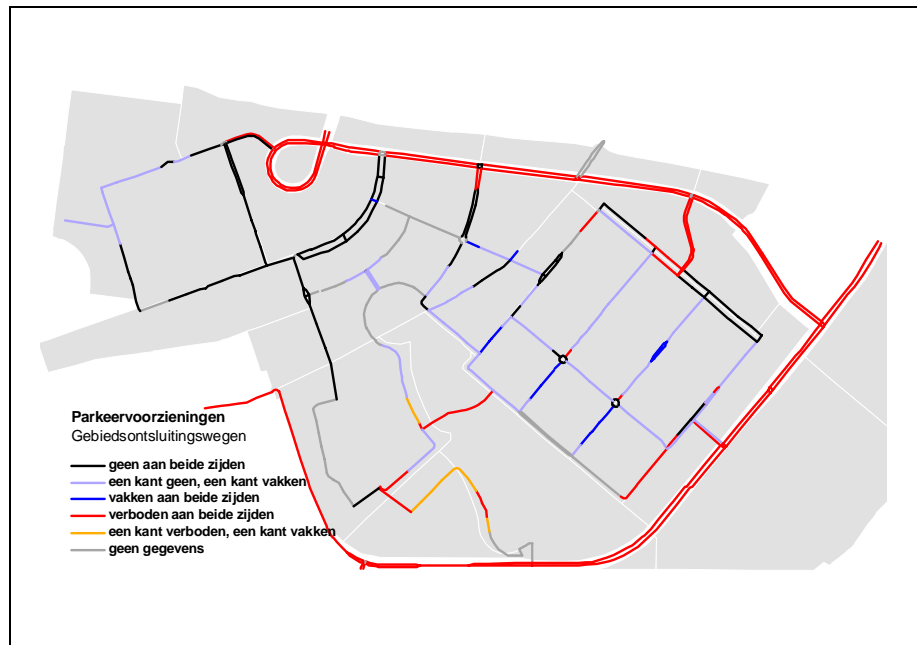 Parkeervoorzieningen
Gebiedsontsluitingswegen
geen aan beide zijden
een kant geen, een kant vakken
vakken aan beide zijden
verboden aan beide zijden
een kant verboden, een kant vakken
geen gegevens